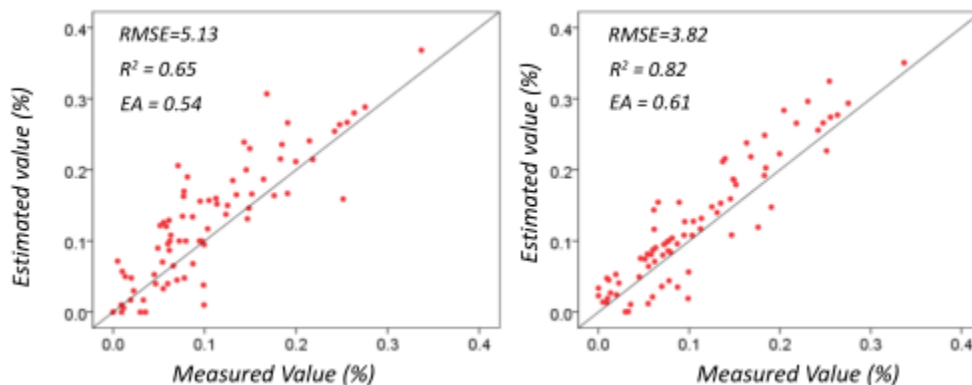 RMSE=5.13
R² = 0.65
EA = 0.54
Estimated value (%)
0.4
0.3
0.2
0.1
0.0
0.0 0.1 0.2 0.3 0.4
Measured Value (%)
RMSE=3.82
R² = 0.82
EA = 0.61
Estimated value (%)
0.4
0.3
0.2
0.1
0.0
0.0 0.1 0.2 0.3 0.4
Measured Value (%)